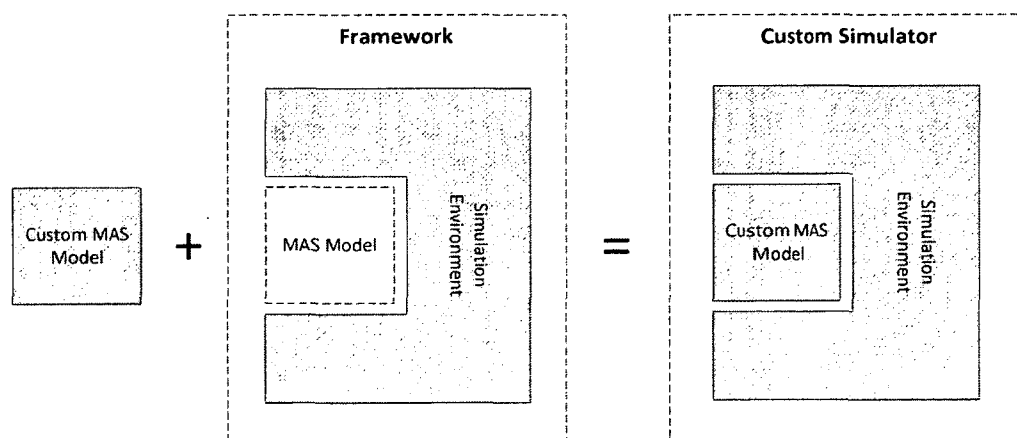 Framework
Custom Simulator
Custom MAS
Model
+
MAS Model
Simulation
Environment
=
Custom MAS
Model
Simulation
Environment